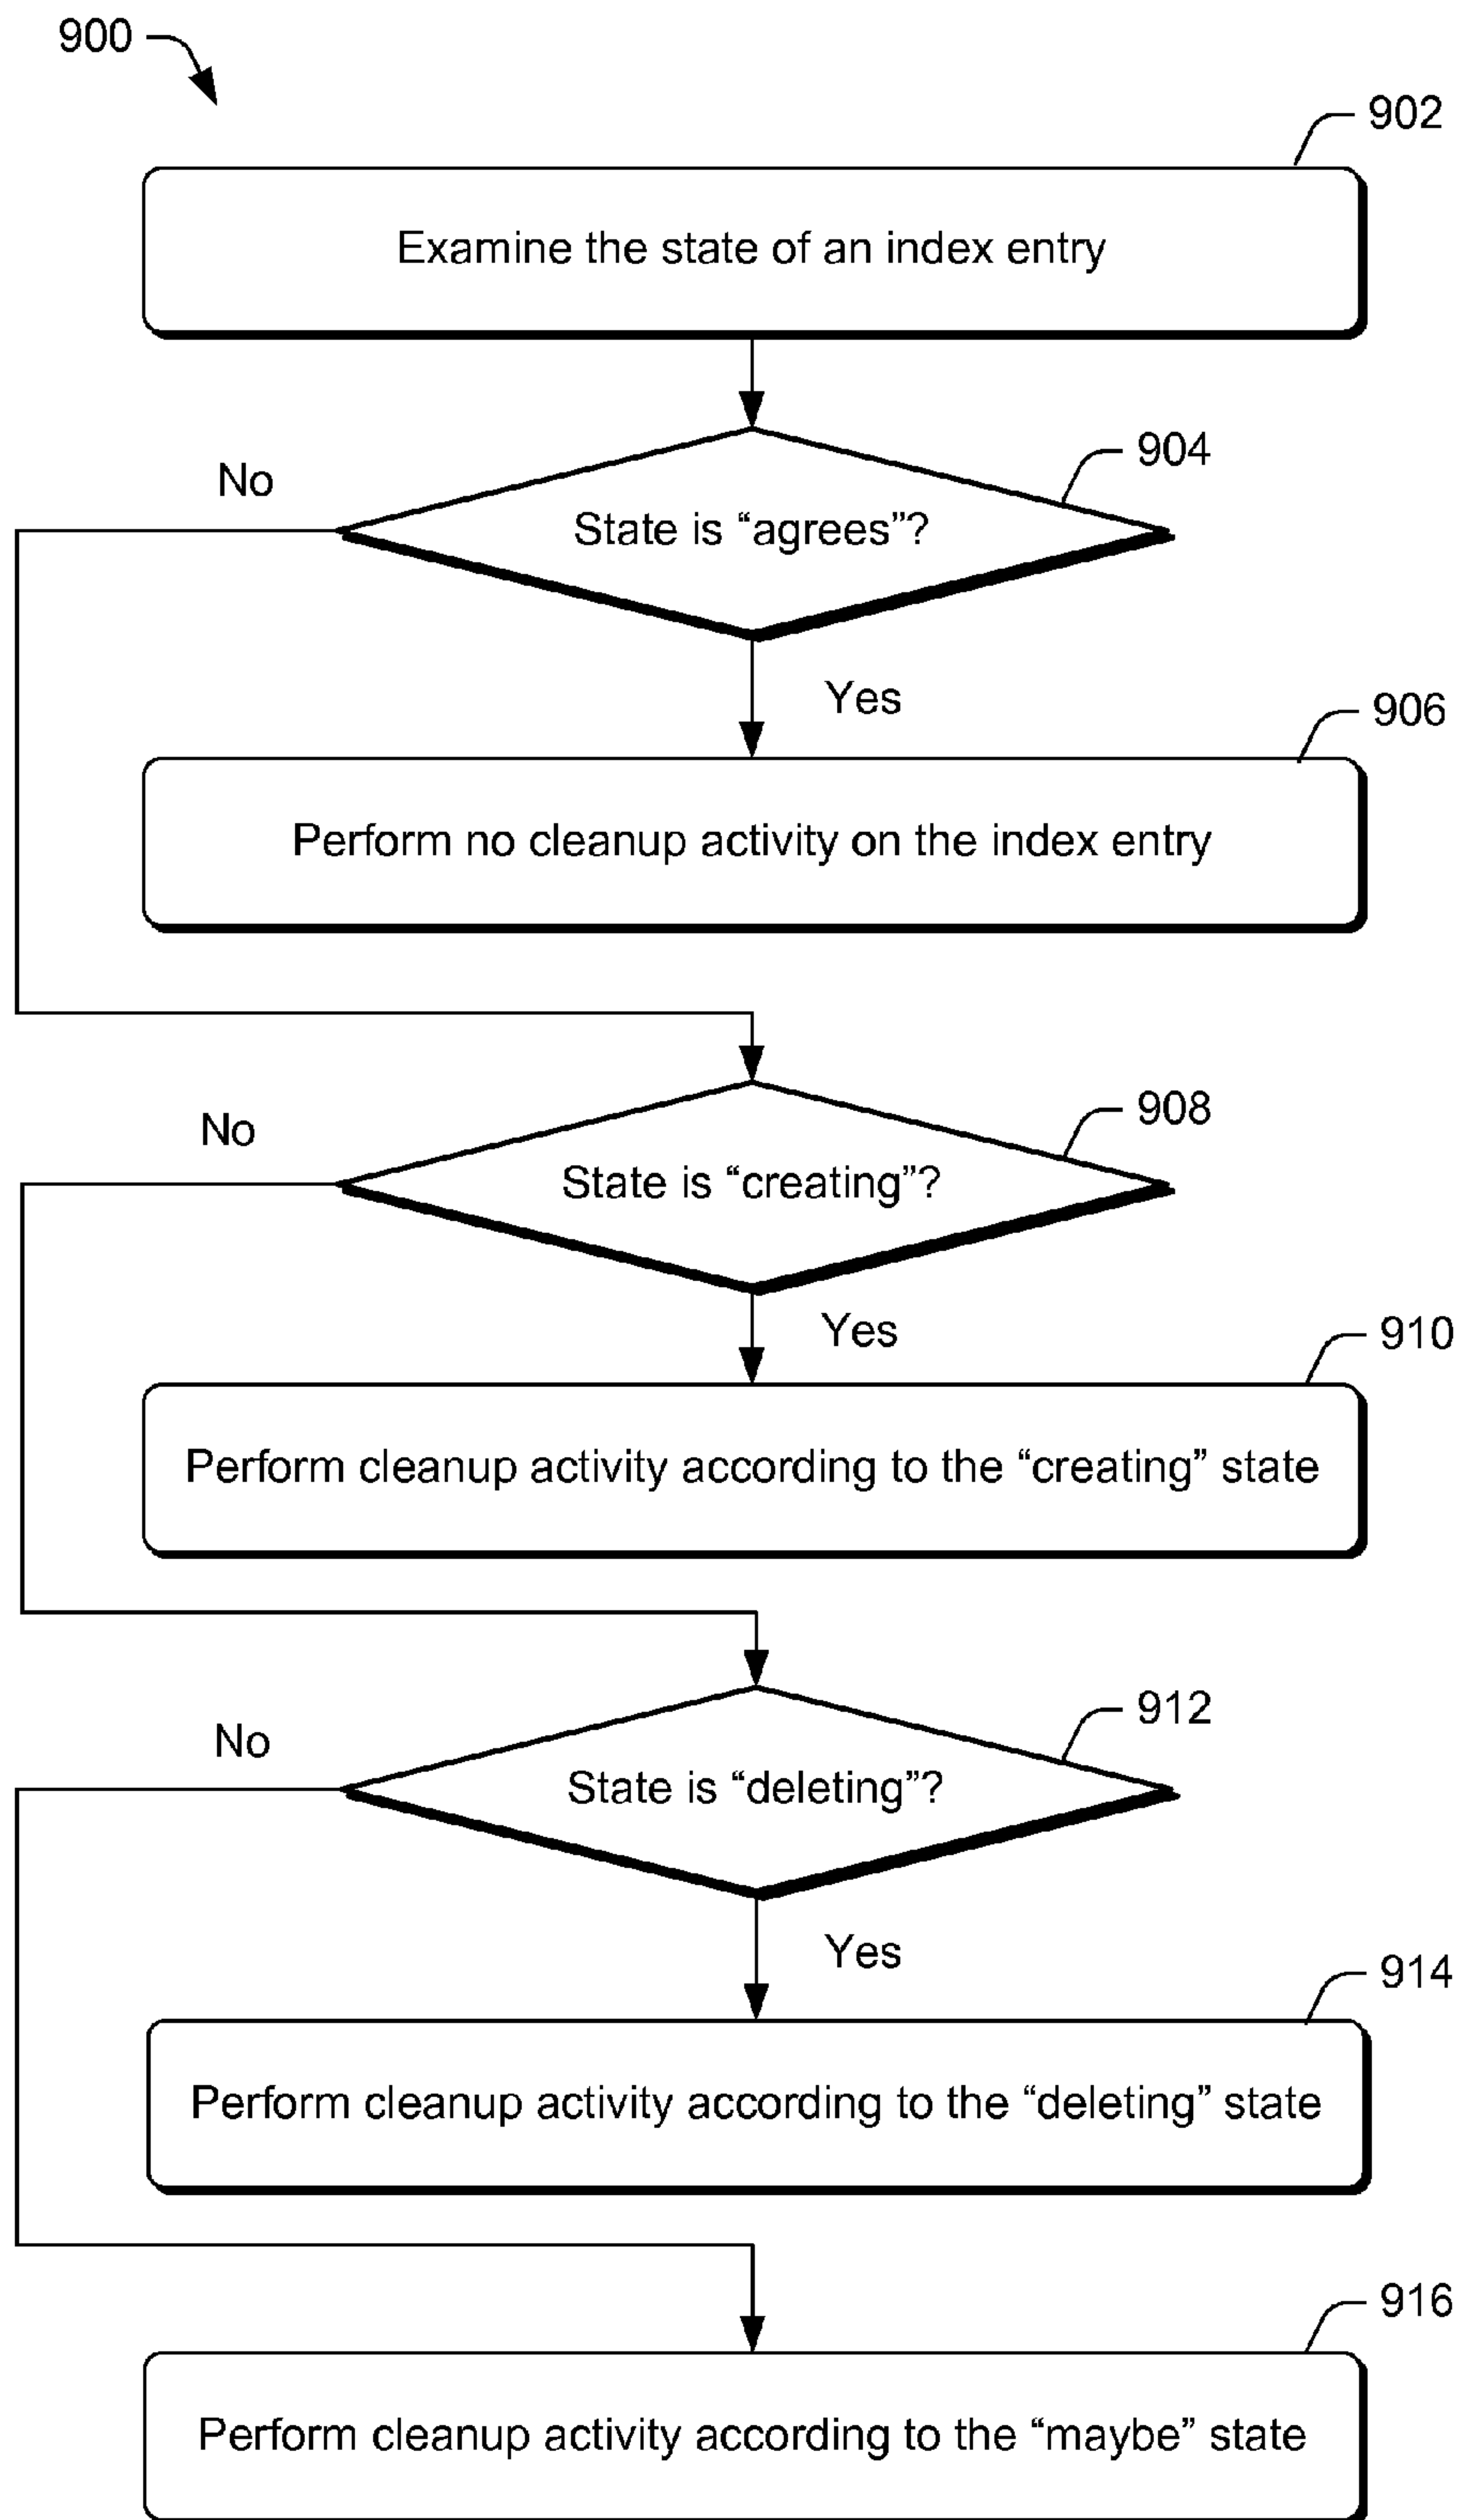 900
902
Examine the state of an index entry
904
No
State is “agrees”?
Yes
906
Perform no cleanup activity on the index entry
908
No
State is “creating”?
Yes
910
Perform cleanup activity according to the “creating” state
912
No
State is “deleting”?
Yes
914
Perform cleanup activity according to the “deleting” state
916
Perform cleanup activity according to the “maybe” state